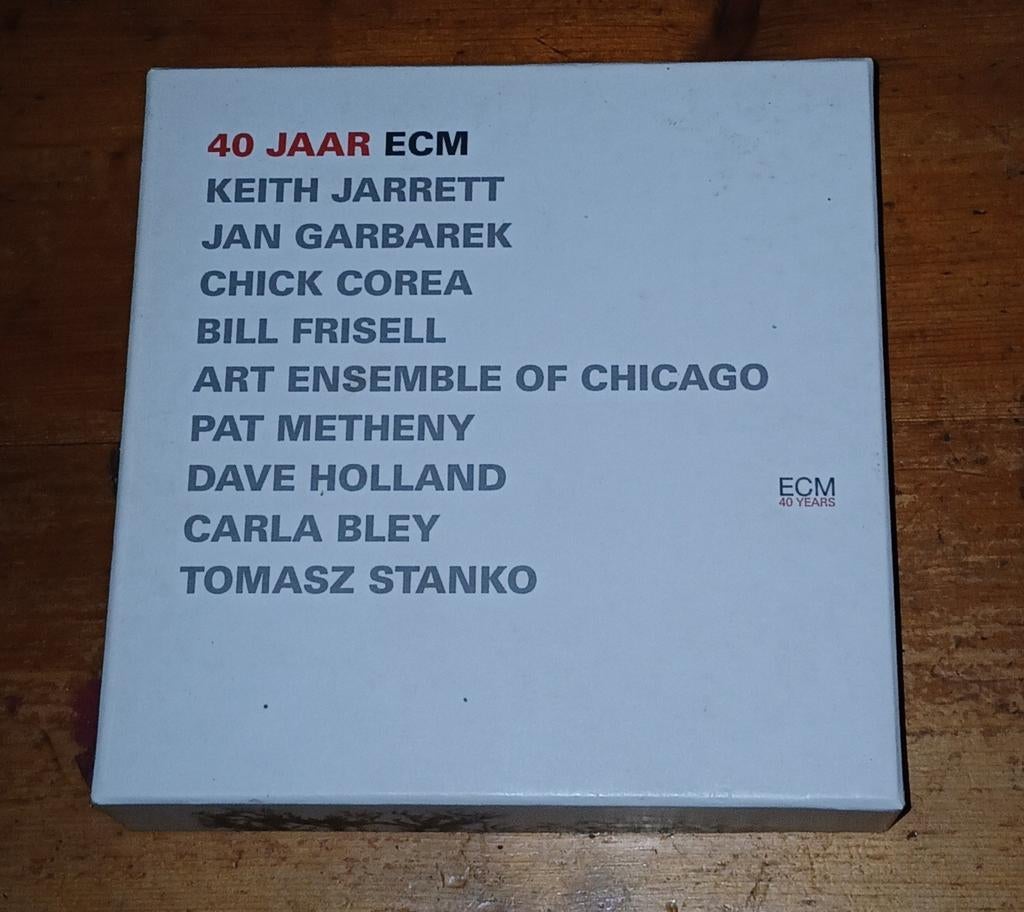 40 JAAR ECM
KEITH JARRETT
JAN GARBAREK
CHICK COREA
BILL FRISELL
ART ENSEMBLE OF CHICAGO
PAT METHENY
DAVE HOLLAND
CARLA BLEY
TOMASZ STANKO
ECM
40 YEARS